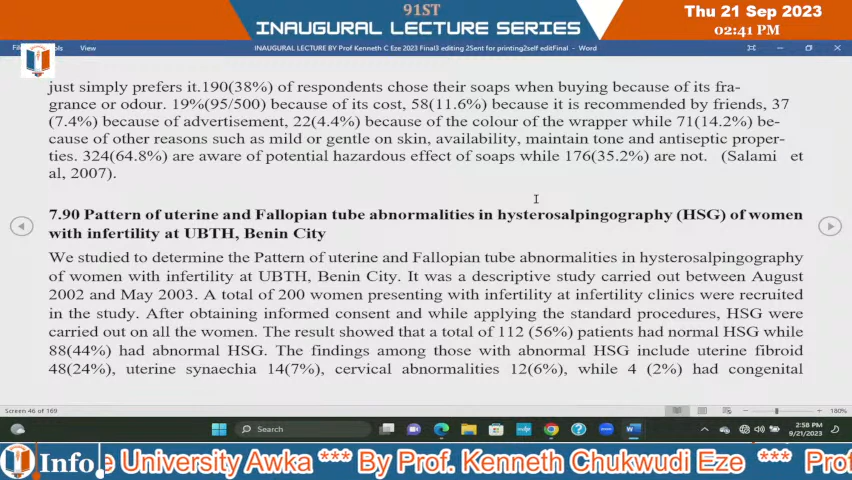 91ST
INAUGURAL LECTURE SERIES
Thu 21 Sep 2023
02:41 PM
View
INAUGURAL LECTURE BY Prof Kenneth C Eze 2023 Final3 editing 2Sent for printing2self editFinal - Word
just simply prefers it.190(38%) of respondents chose their soaps when buying because of its fra-
grance or odour. 19%(95/500) because of its cost, 58(11.6%) because it is recommended by friends, 37
(7.4%) because of advertisement, 22(4.4%) because of the colour of the wrapper while 71(14.2%) be-
cause of other reasons such as mild or gentle on skin, availability, maintain tone and antiseptic proper-
ties. 324(64.8%) are aware of potential hazardous effect of soaps while 176(35.2%) are not. (Salami et
al, 2007).
7.90 Pattern of uterine and Fallopian tube abnormalities in hysterosalpingography (HSG) of women
with infertility at UBTH, Benin City
We studied to determine the Pattern of uterine and Fallopian tube abnormalities in hysterosalpingography
of women with infertility at UBTH, Benin City. It was a descriptive study carried out between August
2002 and May 2003. A total of 200 women presenting with infertility at infertility clinics were recruited
in the study. After obtaining informed consent and while applying the standard procedures, HSG were
carried out on all the women. The result showed that a total of 112 (56%) patients had normal HSG while
88(44%) had abnormal HSG. The findings among those with abnormal HSG include uterine fibroid
48(24%), uterine synaechia 14(7%), cervical abnormalities 12(6%), while 4 (2%) had congenital
Screen 46 of 169
180%
Search
2:58 PM
9/21/2023
Info
e University Awka *** By Prof. Kenneth Chukwudi Eze *** Prof